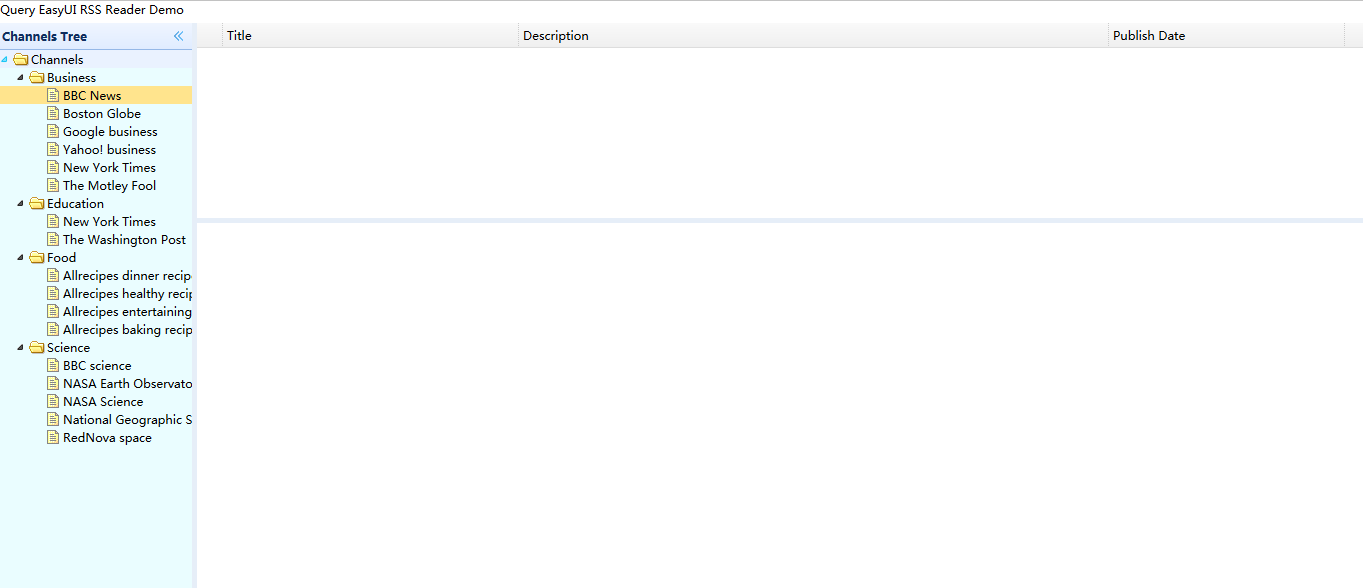 Query EasyUI RSS Reader Demo
Channels Tree
Title Description Publish Date
Channels
Business
BBC News
Boston Globe
Google business
Yahoo! business
New York Times
The Motley Fool
Education
New York Times
The Washington Post
Food
Allrecipes dinner recip
Allrecipes healthy recip
Allrecipes entertaining
Allrecipes baking recip
Science
BBC science
NASA Earth Observato
NASA Science
National Geographic S
RedNova space